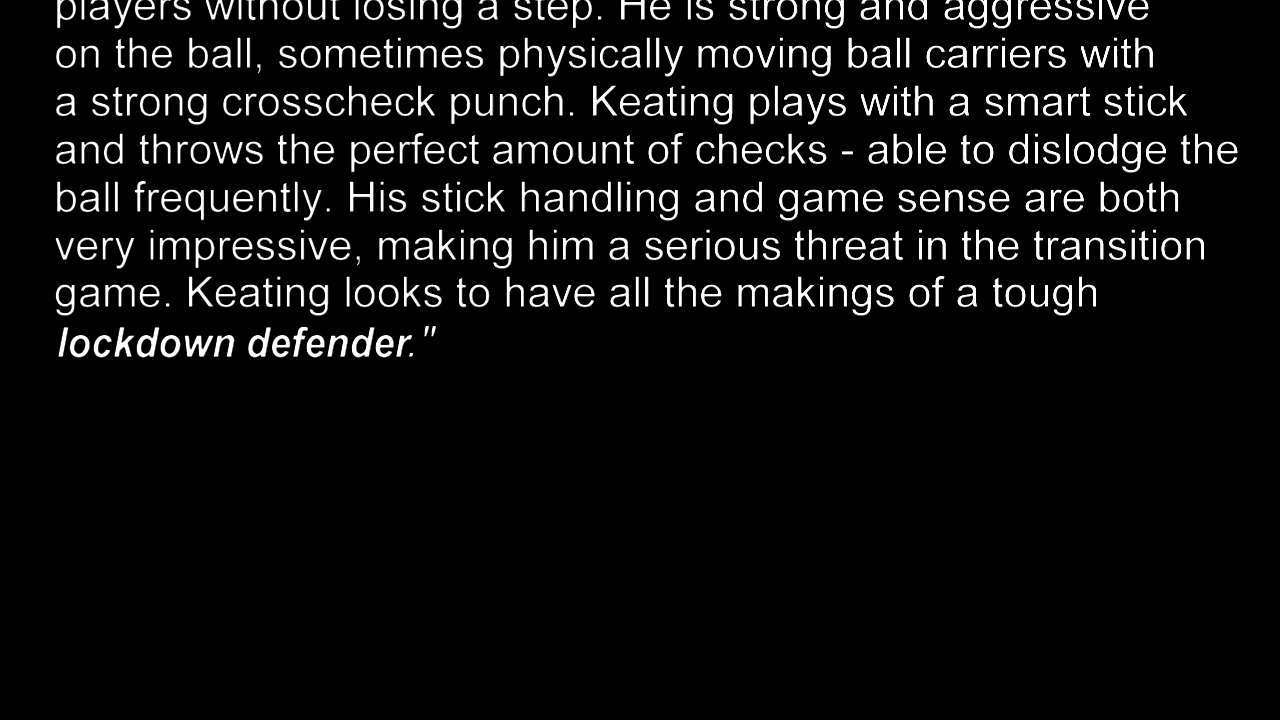 players without losing a step. He is strong and aggressive
on the ball, sometimes physically moving ball carriers with
a strong crosscheck punch. Keating plays with a smart stick
and throws the perfect amount of checks - able to dislodge the
ball frequently. His stick handling and game sense are both
very impressive, making him a serious threat in the transition
game. Keating looks to have all the makings of a tough
lockdown defender."